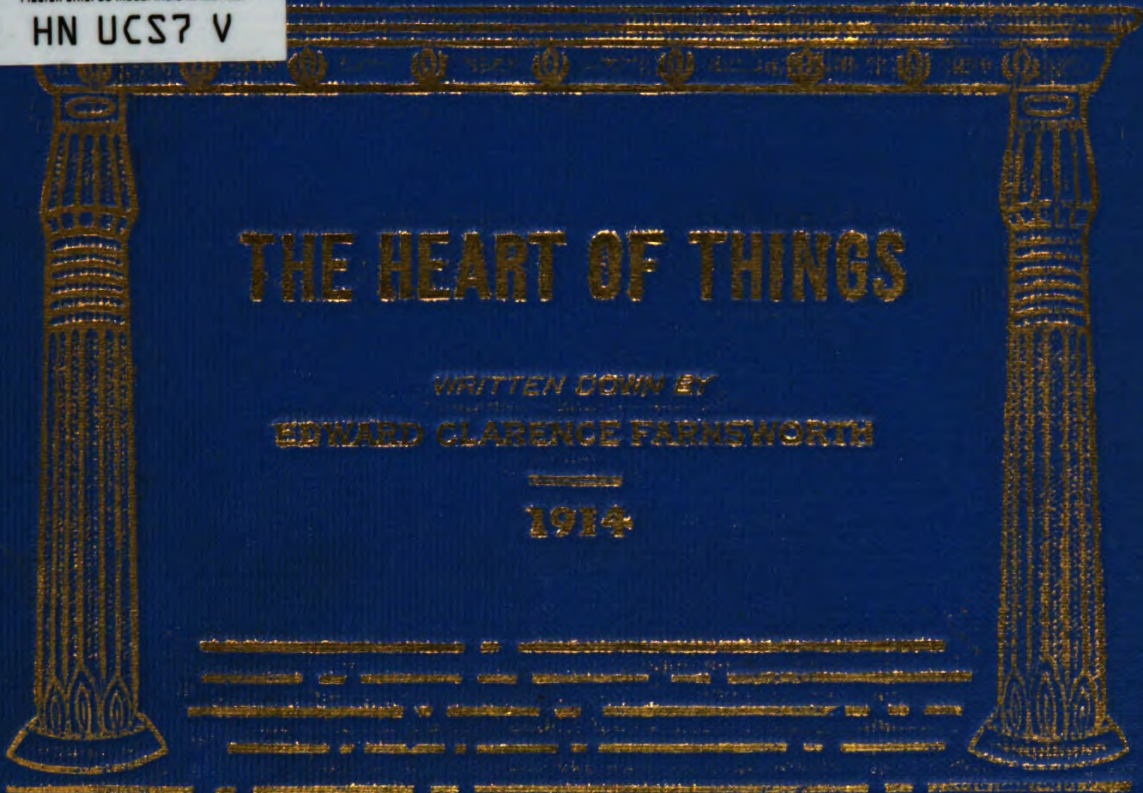 HN UCS7 V
THE HEART OF THINGS
WRITTEN DOWN BY
EDWARD CLARENCE FARNSWORTH
1914